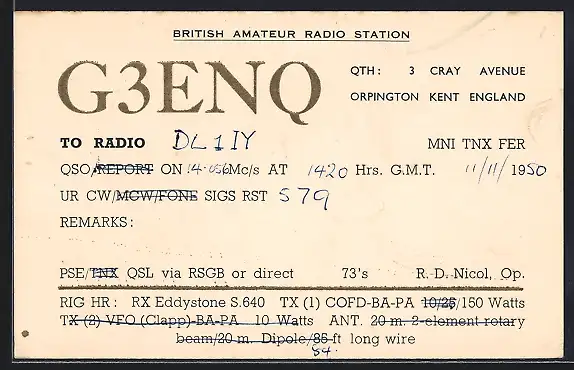 BRITISH AMATEUR RADIO STATION
G3ENQ
QTH: 3 CRAY AVENUE
ORPINGTON KENT ENGLAND
TO RADIO DL1IY MNI TNX FER
QSO/REPORT ON 14.056Mc/s AT 1420 Hrs. G.M.T. 11/11/1950
UR CW/MCW/FONE SIGS RST 579
REMARKS:
PSE/TNX QSL via RSGB or direct 73's R. D. Nicol, Op.
RIG HR: RX Eddystone S.640 TX (1) COFD-BA-PA 10/25/150 Watts
TX (2) VFO (Clapp)-BA-PA 10 Watts ANT. 20 m. 2-element rotary
beam/20 m. Dipole/85 ft long wire
84.